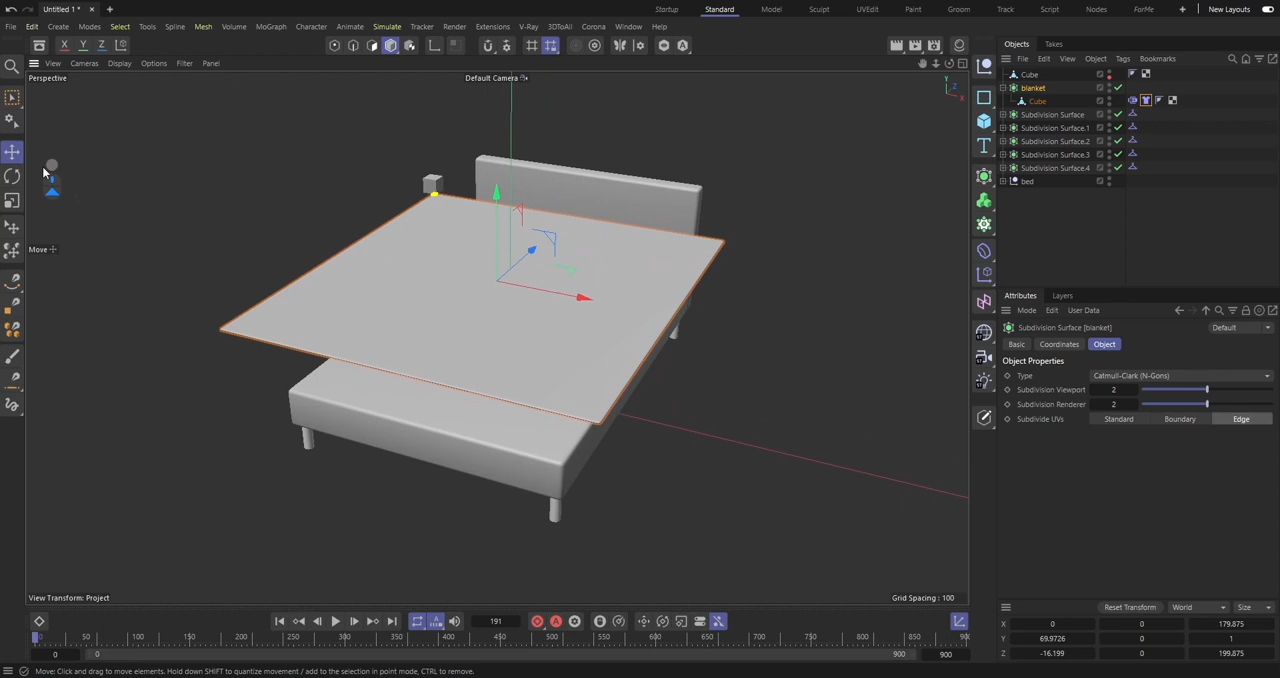 Untitled 1 *
Startup Standard Model Sculpt UVEdit Paint Groom Track Script Nodes ForMe New Layouts
File Edit Create Modes Select Tools Spline Mesh Volume MoGraph Character Animate Simulate Tracker Render Extensions V-Ray 3DToAll Corona Window Help
X Y Z
View Cameras Display Options Filter Panel
Perspective
Default Camera
Y
Z
X
Move
View Transform: Project
Grid Spacing : 100
Objects Takes
File Edit View Object Tags Bookmarks
Cube
blanket
Cube
Subdivision Surface
Subdivision Surface.1
Subdivision Surface.2
Subdivision Surface.3
Subdivision Surface.4
bed
Attributes Layers
Mode Edit User Data
Subdivision Surface [blanket] Default
Basic Coordinates Object
Object Properties
Type Catmull-Clark (N-Gons)
Subdivision Viewport 2
Subdivision Renderer 2
Subdivide UVs Standard Boundary Edge
191
0 50 100 150 200 250 300 350 400 450 500 550 600 650 700 750 800 850 90
0 0 900 900
Reset Transform World Size
X 0 0 179.875
Y 69.9726 0 1
Z -16.199 0 199.875
Move: Click and drag to move elements. Hold down SHIFT to quantize movement / add to the selection in point mode, CTRL to remove.